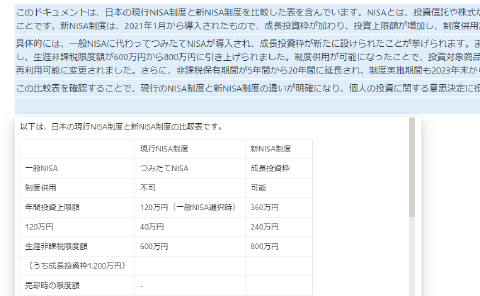 このドキュメントは、日本の現行NISA制度と新NISA制度を比較した表を含んでいます。NISAとは、投資信託や株式な
ことです。新NISA制度は、2021年1月から導入されたもので、成長投資枠が加わり、投資上限額が増加し、制度併用
具体的には、一般NISAに代わってつみたてNISAが導入され、成長投資枠が新たに設けられたことが挙げられます。ま
し、生涯非課税限度額が600万円から800万円に引き上げられました。制度併用が可能になったことで、投資対象商品
再利用可能に変更されました。さらに、非課税保有期間が5年間から20年間に延長され、制度実施期間も2023年末から
この比較表を確認することで、現行のNISA制度と新NISA制度の違いが明確になり、個人の投資に関する意思決定に役
以下は、日本の現行NISA制度と新NISA制度の比較表です。
現行NISA制度 新NISA制度
一般NISA つみたてNISA 成長投資枠
制度併用 不可 可能
年間投資上限額 120万円（一般NISA選択時） 360万円
120万円 40万円 240万円
生涯非課税限度額 600万円 800万円
（うち成長投資枠1,200万円）
売却時の限度額 -